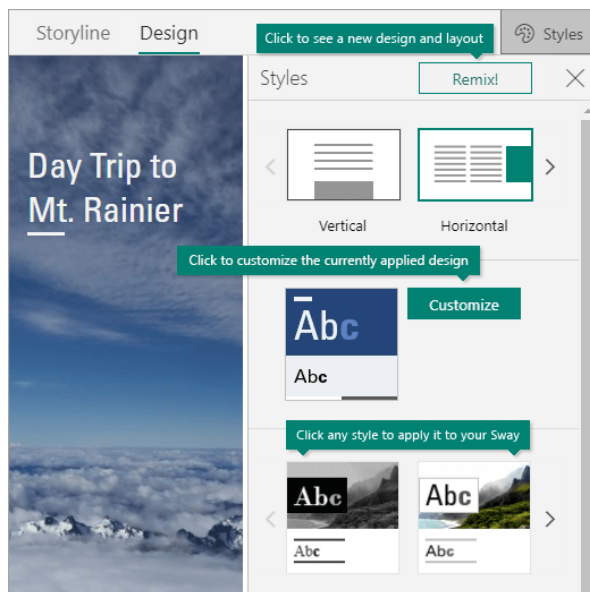 Storyline Design Click to see a new design and layout Styles
Styles Remix!
Day Trip to
Mt. Rainier
Vertical Horizontal
Click to customize the currently applied design
Customize
Abc
Abc
Click any style to apply it to your Sway
Abc Abc
Abc Abc